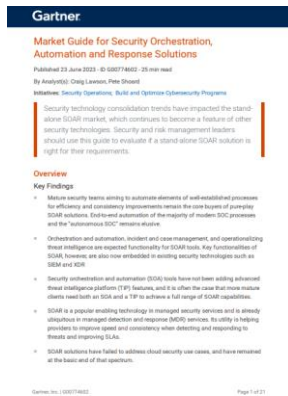 Gartner
Market Guide for Security Orchestration,
Automation and Response Solutions
Published 23 June 2023 - ID G00774602 - 25 min read
By Analyst(s): Craig Lawson, Pete Shoard
Initiatives: Security Operations; Build and Optimize Cybersecurity Programs
Security technology consolidation trends have impacted the stand-
alone SOAR market, which continues to become a feature of other
security technologies. Security and risk management leaders
should use this guide to evaluate if a stand-alone SOAR solution is
right for their requirements.
Overview
Key Findings
Mature security teams aiming to automate elements of well-established processes
for efficiency and consistency improvements remain the core buyers of pure-play
SOAR solutions. End-to-end automation of the majority of modern SOC processes
and the "autonomous SOC" remains elusive.
Orchestration and automation, incident and case management, and operationalizing
threat intelligence are expected functionality for SOAR tools. Key functionalities of
SOAR, however, are also now embedded in existing security technologies such as
SIEM and XDR.
Security orchestration and automation (SOA) tools have not been adding advanced
threat intelligence platform (TIP) features, and it is often the case that more mature
clients need both an SOA and a TIP to achieve a full range of SOAR capabilities.
SOAR is a popular enabling technology in managed security services and is already
ubiquitous in managed detection and response (MDR) services. Its utility is helping
providers to improve speed and consistency when detecting and responding to
threats and improving SLAs.
SOAR solutions have failed to address cloud security use cases, and have remained
at the basic end of that spectrum.
Gartner, Inc. | G00774602
Page 1 of 21